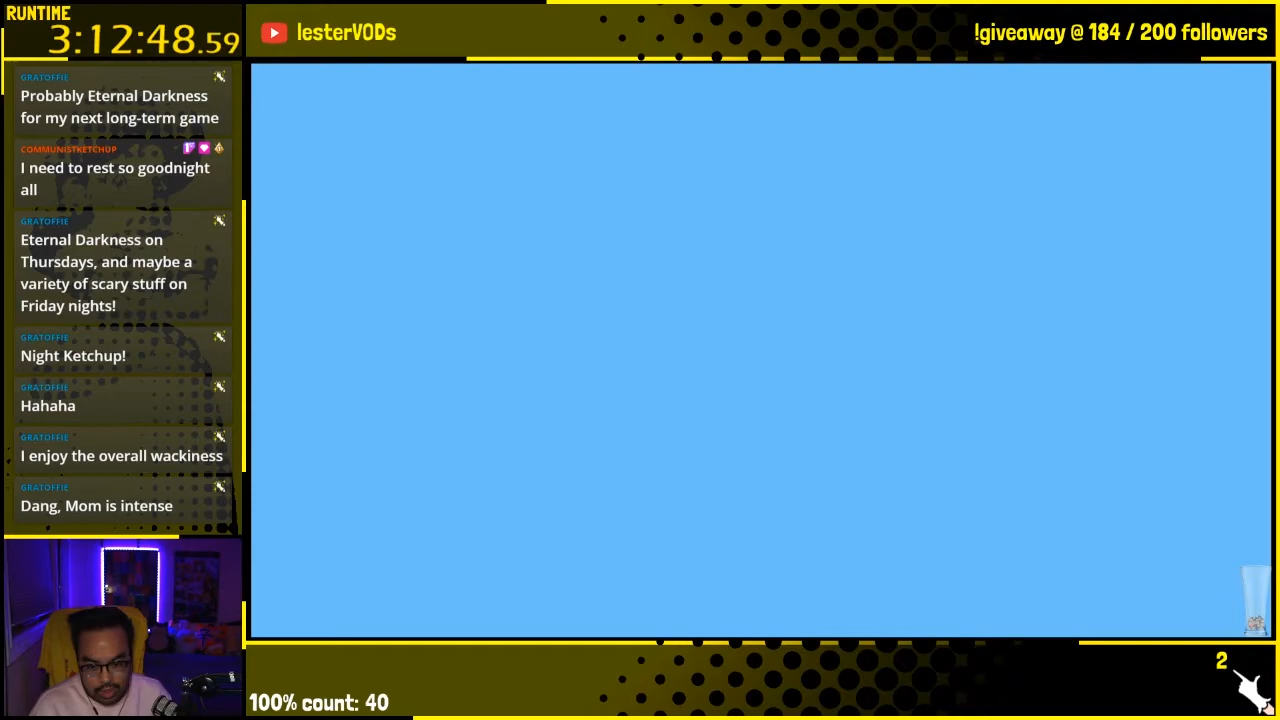 RUNTIME
3:12:48.59
lesterVODs
!giveaway @ 184 / 200 followers
GRATOFFIE
Probably Eternal Darkness
for my next long-term game
COMMUNISTKETCHUP
I need to rest so goodnight
all
GRATOFFIE
Eternal Darkness on
Thursdays, and maybe a
variety of scary stuff on
Friday nights!
GRATOFFIE
Night Ketchup!
GRATOFFIE
Hahaha
GRATOFFIE
I enjoy the overall wackiness
GRATOFFIE
Dang, Mom is intense
100% count: 40
2